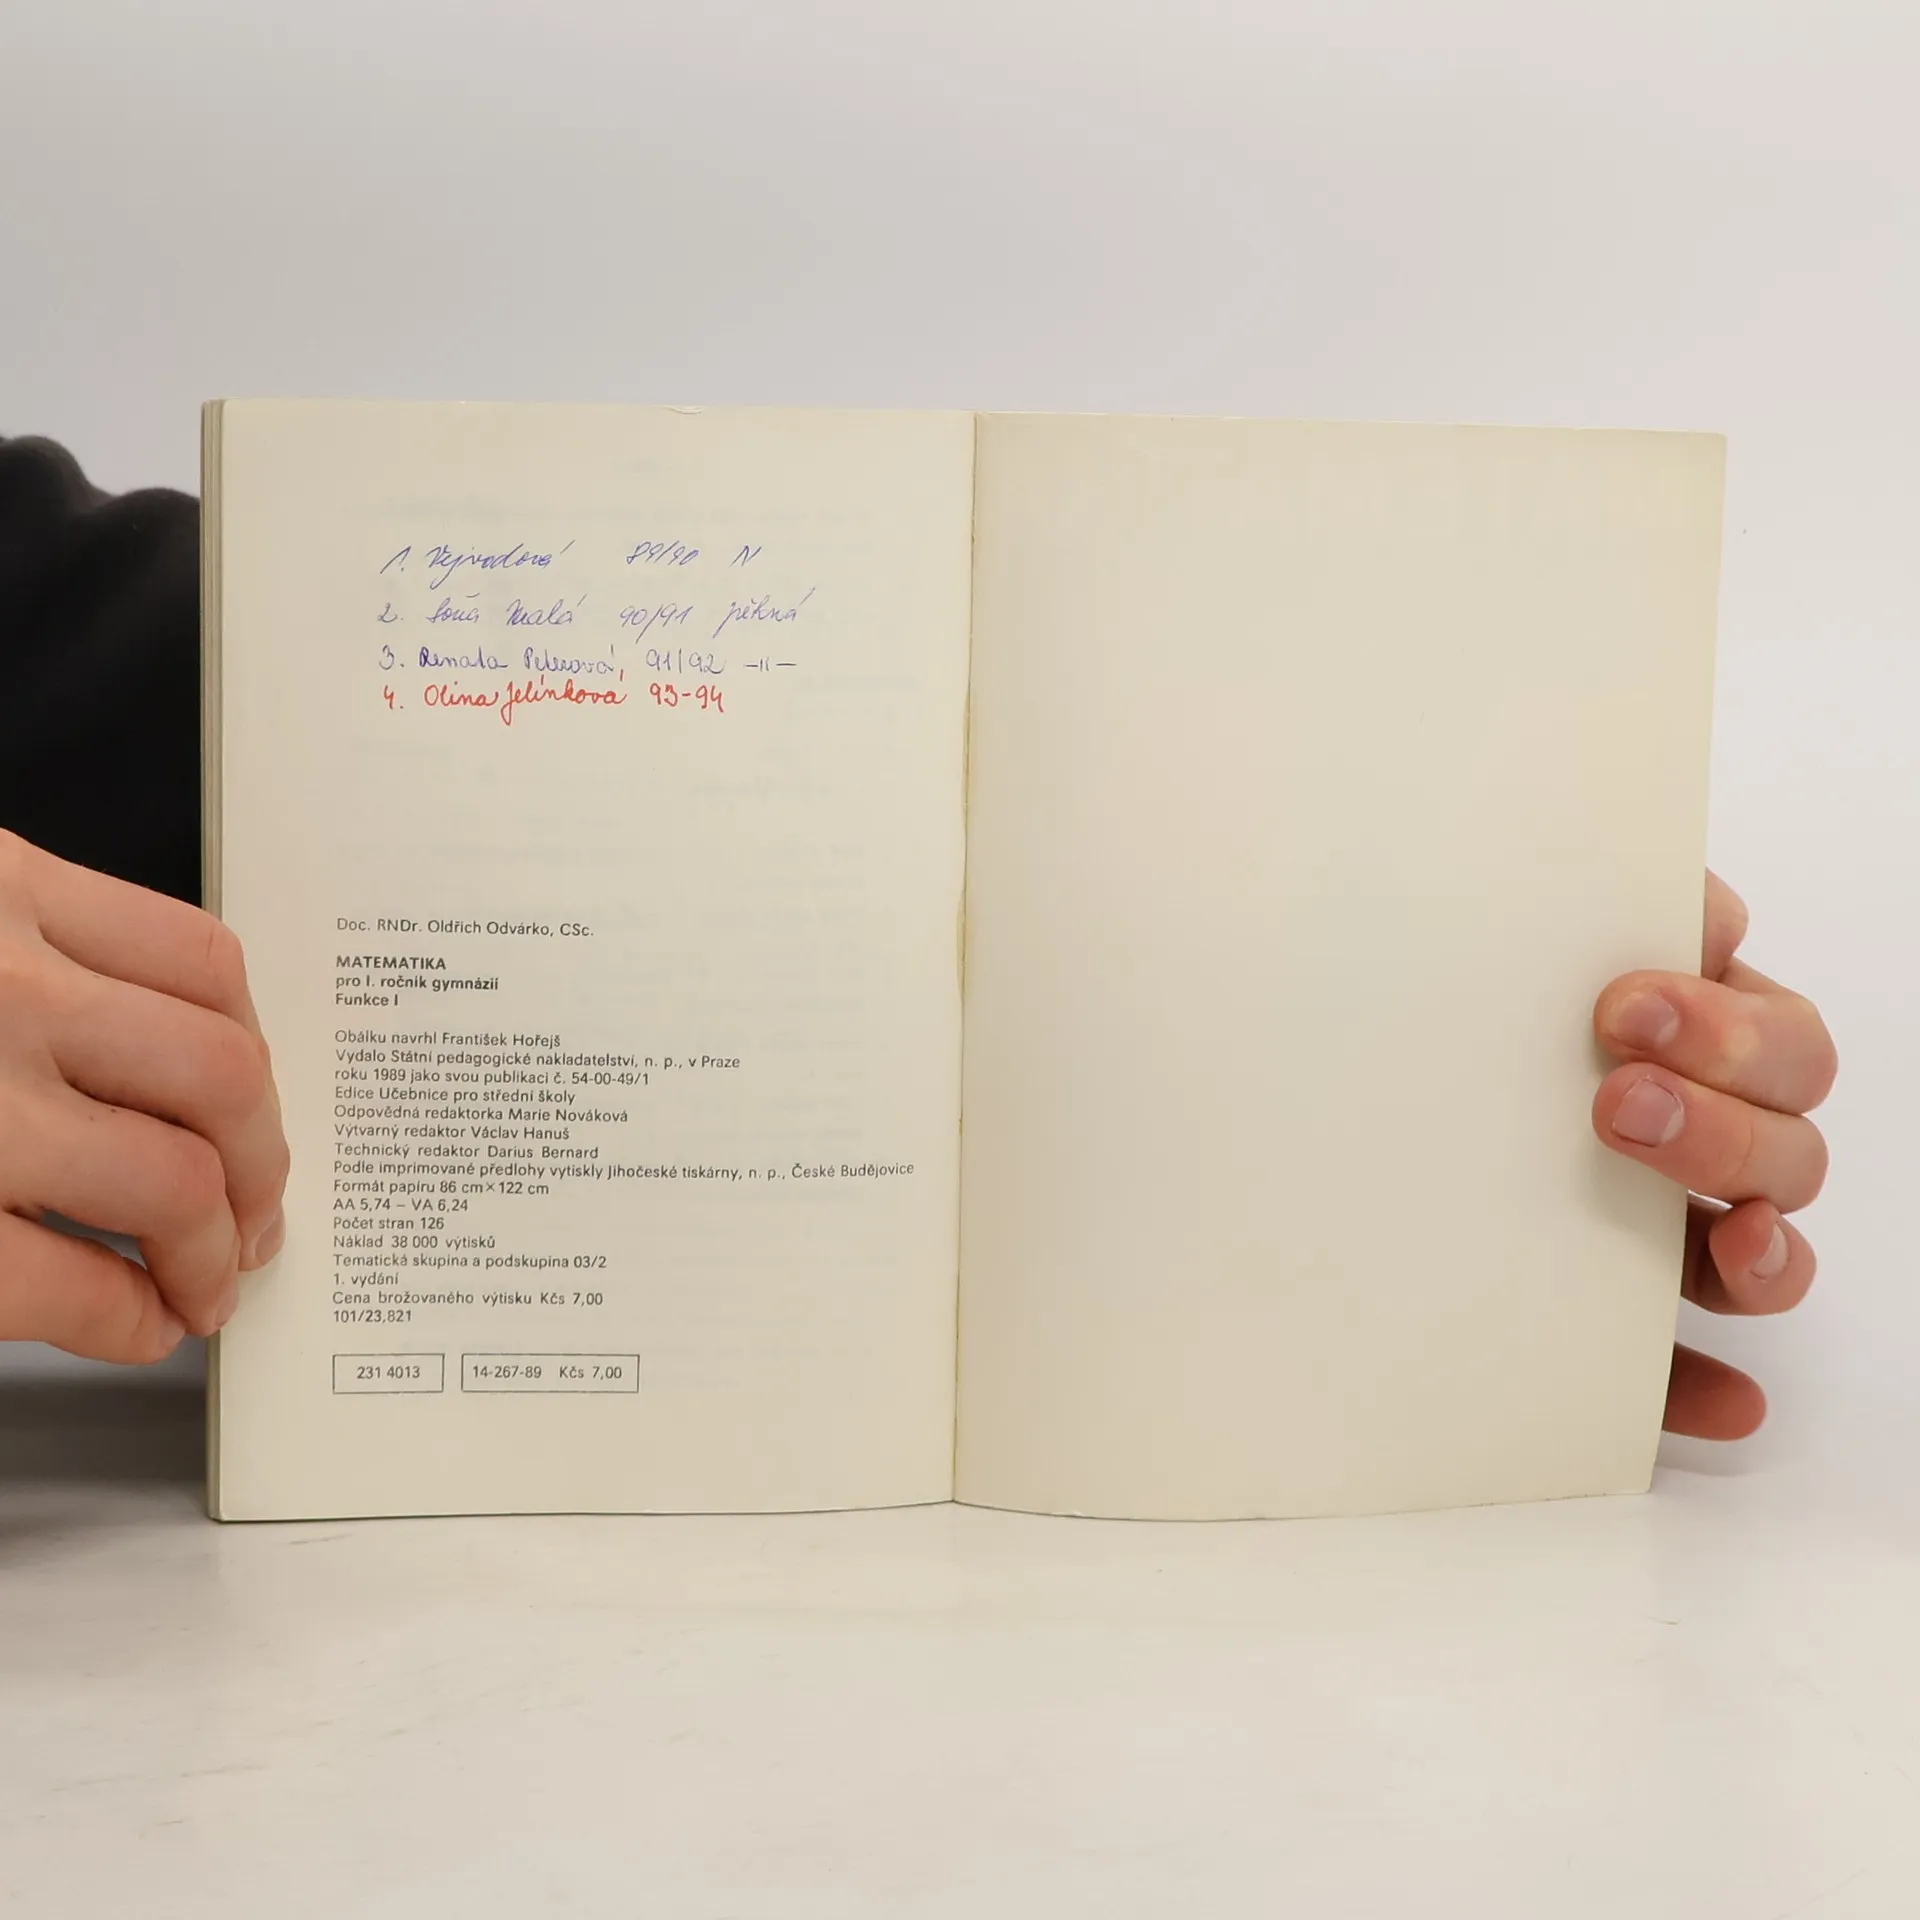 1. Vejvodová 89/90 N
2. Soňa Malá 90/91 pěkná
3. Renata Peterová, 91/92 –||–
4. Olina Jelínková 93-94
Doc. RNDr. Oldřich Odvárko, CSc.
MATEMATIKA
pro I. ročník gymnázií
Funkce I
Obálku navrhl František Hořejš
Vydalo Státní pedagogické nakladatelství, n. p., v Praze
roku 1989 jako svou publikaci č. 54-00-49/1
Edice Učebnice pro střední školy
Odpovědná redaktorka Marie Nováková
Výtvarný redaktor Václav Hanuš
Technický redaktor Darius Bernard
Podle imprimované předlohy vytiskly Jihočeské tiskárny, n. p., České Budějovice
Formát papíru 86 cm×122 cm
AA 5,74 – VA 6,24
Počet stran 126
Náklad 38 000 výtisků
Tematická skupina a podskupina 03/2
1. vydání
Cena brožovaného výtisku Kčs 7,00
101/23,821
231 4013 14-267-89 Kčs 7,00